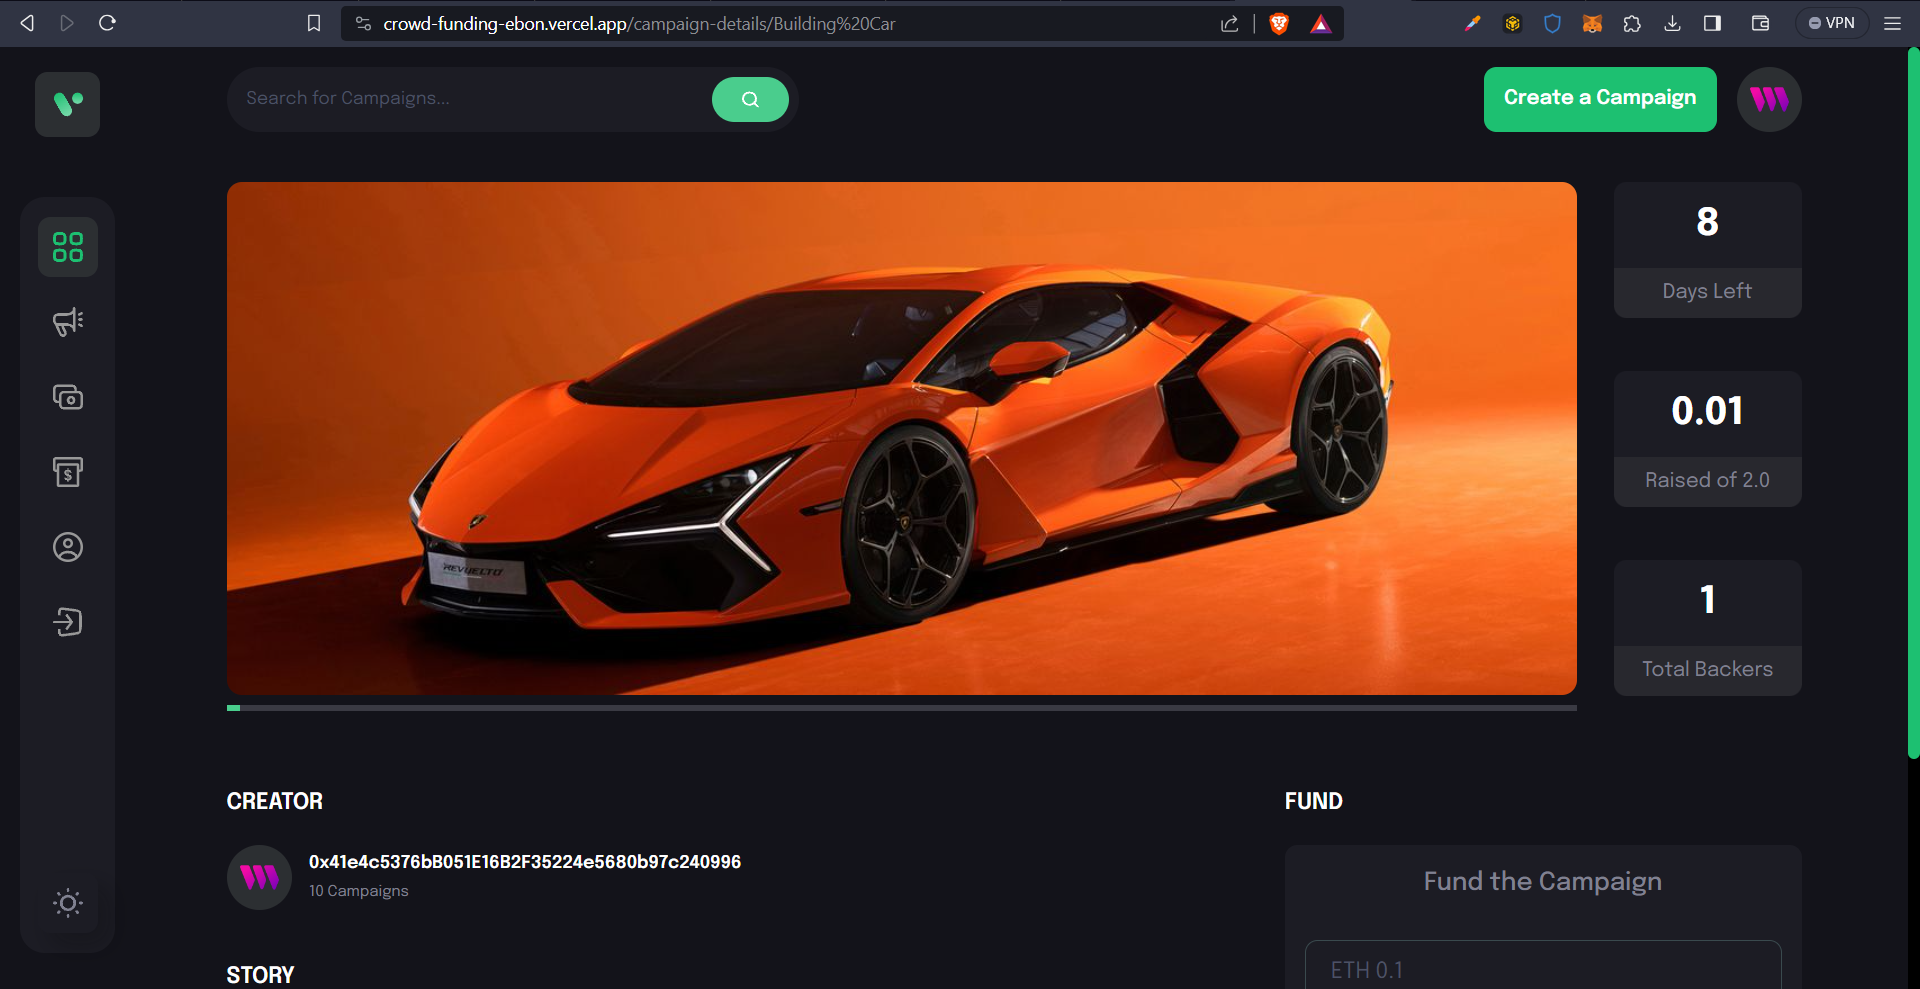 crowd-funding-ebon.vercel.app/campaign-details/Building%20Car
VPN
Search for Campaigns...
Create a Campaign
8
Days Left
0.01
Raised of 2.0
1
Total Backers
REVUELTO
CREATOR
0x41e4c5376bB051E16B2F35224e5680b97c240996
10 Campaigns
STORY
FUND
Fund the Campaign
ETH 0.1